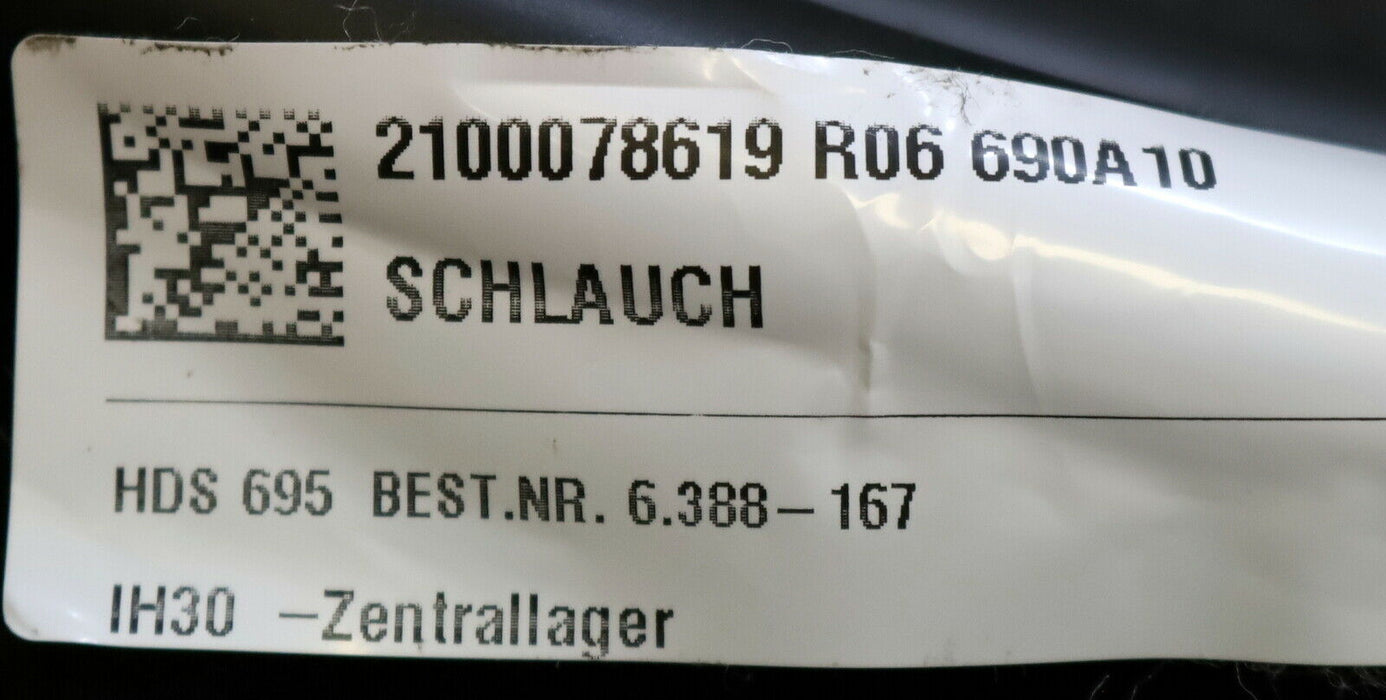 2100078619 R06 690A10
SCHLAUCH
HDS 695 BEST.NR. 6.388-167
IH30 -Zentrallager